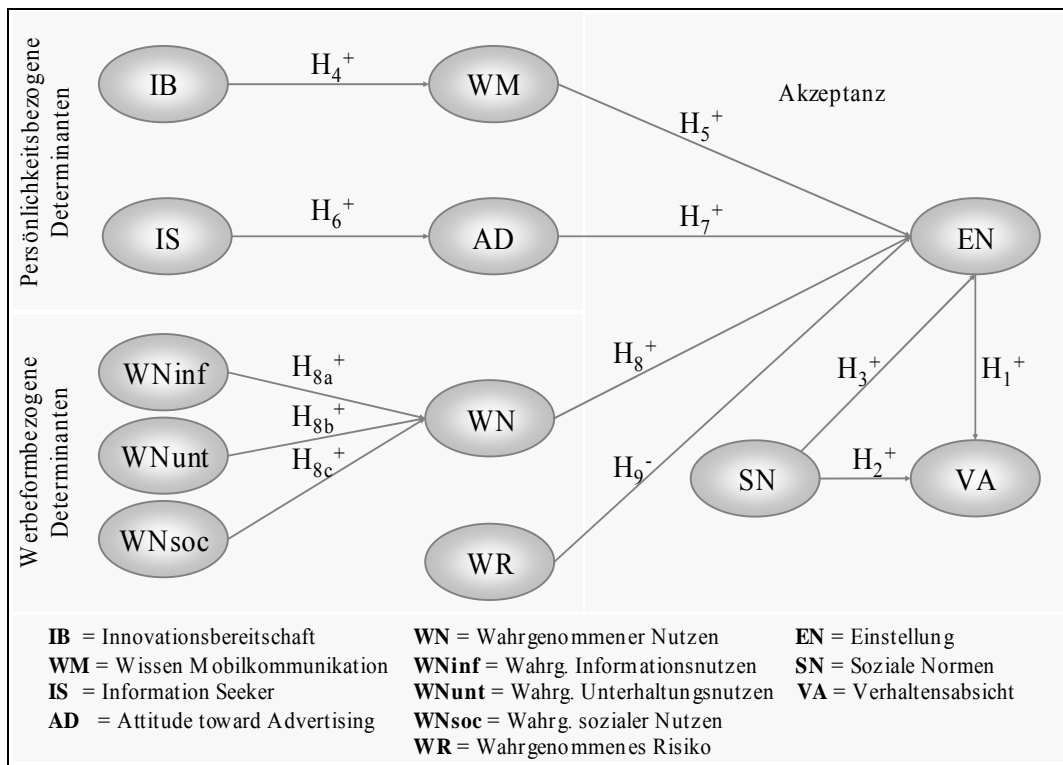 Persönlichkeitsbezogene
Determinanten
IB
H4+
WM
H5+
Akzeptanz
IS
H6+
AD
H7+
EN
Werbeformbezogene
Determinanten
WNinf
WNunt
WNsoc
H8a+
H8b+
H8c+
WN
H8+
WR
H9-
H3+
H1+
SN
H2+
VA
IB = Innovationsbereitschaft
WM = Wissen Mobilkommunikation
IS = Information Seeker
AD = Attitude toward Advertising
WN = Wahrgenommener Nutzen
WNinf = Wahrg. Informationsnutzen
WNunt = Wahrg. Unterhaltungsnutzen
WNsoc = Wahrg. sozialer Nutzen
WR = Wahrgenommenes Risiko
EN = Einstellung
SN = Soziale Normen
VA = Verhaltensabsicht